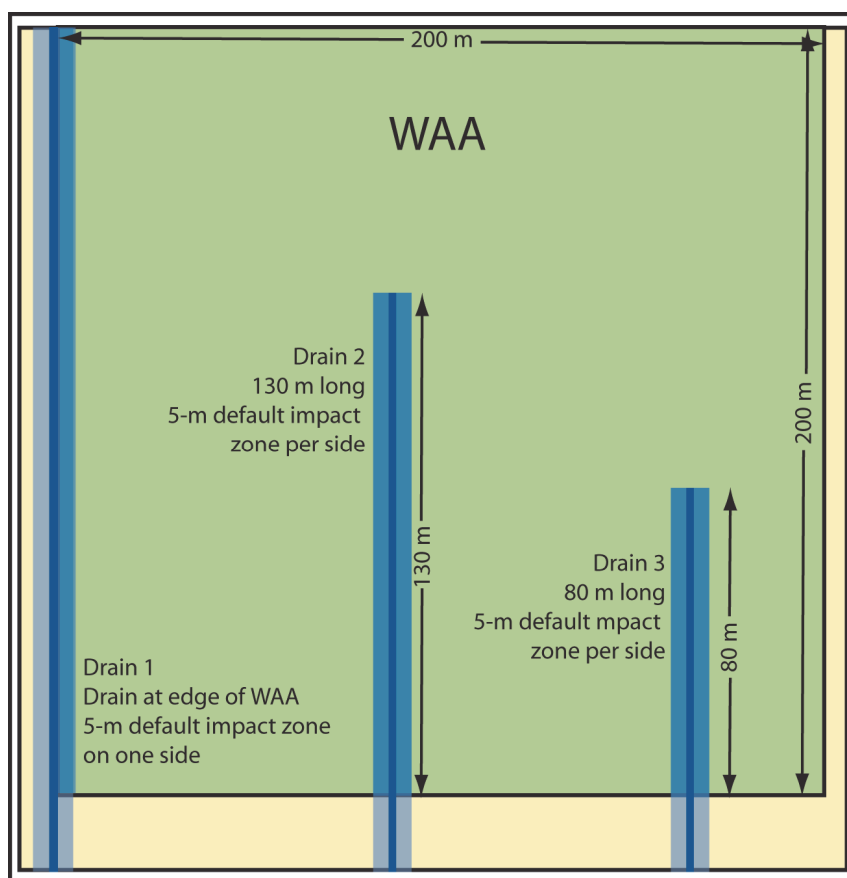 200 m
WAA
Drain 2
130 m long
5-m default impact
zone per side
200 m
130 m
Drain 3
80 m long
5-m default mpact
zone per side
80 m
Drain 1
Drain at edge of WAA
5-m default impact zone
on one side